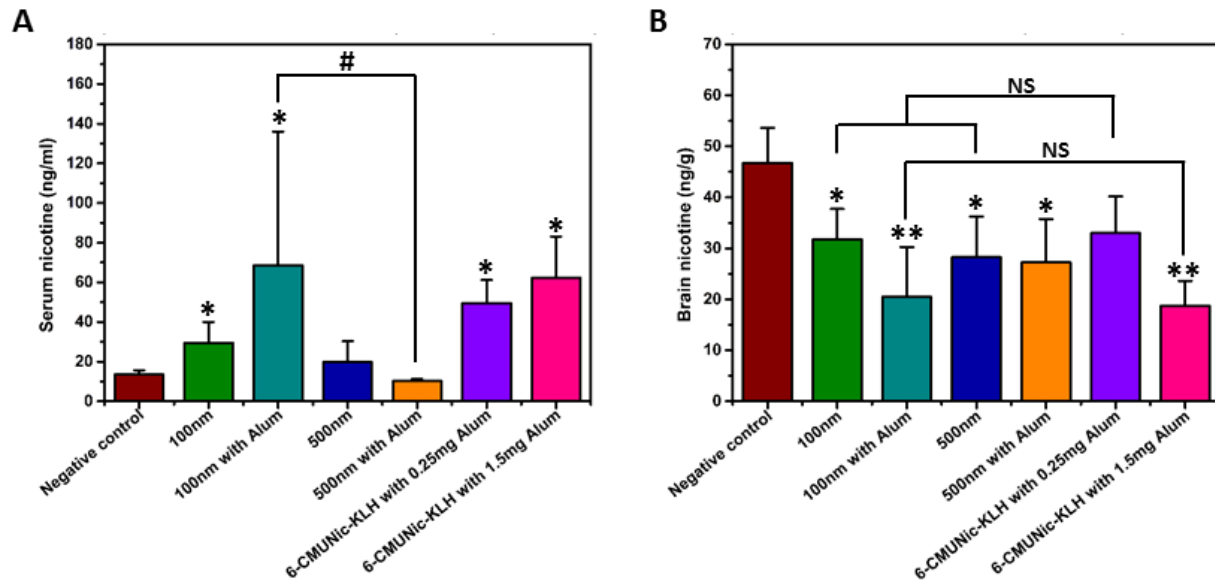 A
Serum nicotine (ng/ml)
180
160
140
120
100
80
60
40
20
0
#
*
*
*
*
Negative control
100nm
100nm with Alum
500nm
500nm with Alum
6-CMUNic-KLH with 0.25mg Alum
6-CMUNic-KLH with 1.5mg Alum
B
Brain nicotine (ng/g)
70
60
50
40
30
20
10
0
NS
NS
*
**
*
*
**
Negative control
100nm
100nm with Alum
500nm
500nm with Alum
6-CMUNic-KLH with 0.25mg Alum
6-CMUNic-KLH with 1.5mg Alum